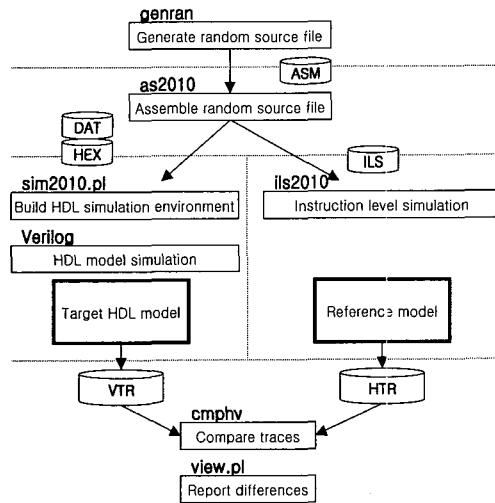 genran
Generate random source file
ASM
as2010
Assemble random source file
DAT
HEX
ILS
sim2010.pl
Build HDL simulation environment
ils2010
Instruction level simulation
Verilog
HDL model simulation
Target HDL model
Reference model
VTR
HTR
cmphv
Compare traces
view.pl
Report differences